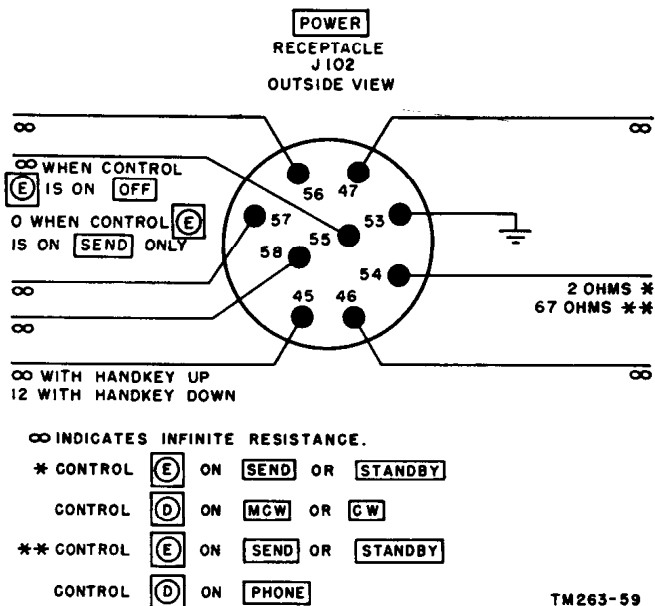 POWER
RECEPTACLE
J102
OUTSIDE VIEW
∞
∞
∞ WHEN CONTROL
Ⓔ IS ON OFF
0 WHEN CONTROL Ⓔ
IS ON SEND ONLY
56
47
57
53
55
58
54
∞
2 OHMS *
67 OHMS **
45
46
∞
∞ WITH HANDKEY UP
12 WITH HANDKEY DOWN
∞
∞ INDICATES INFINITE RESISTANCE.
* CONTROL Ⓔ ON SEND OR STANDBY
CONTROL Ⓓ ON MCW OR CW
** CONTROL Ⓔ ON SEND OR STANDBY
CONTROL Ⓓ ON PHONE
TM263-59